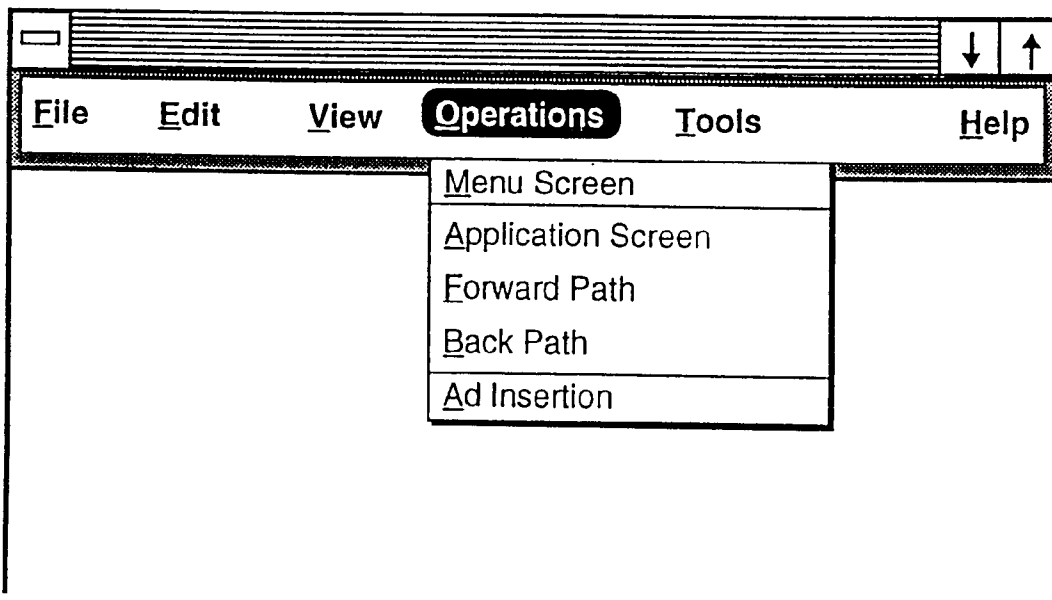 File Edit View Operations Tools Help
Menu Screen
Application Screen
Forward Path
Back Path
Ad Insertion